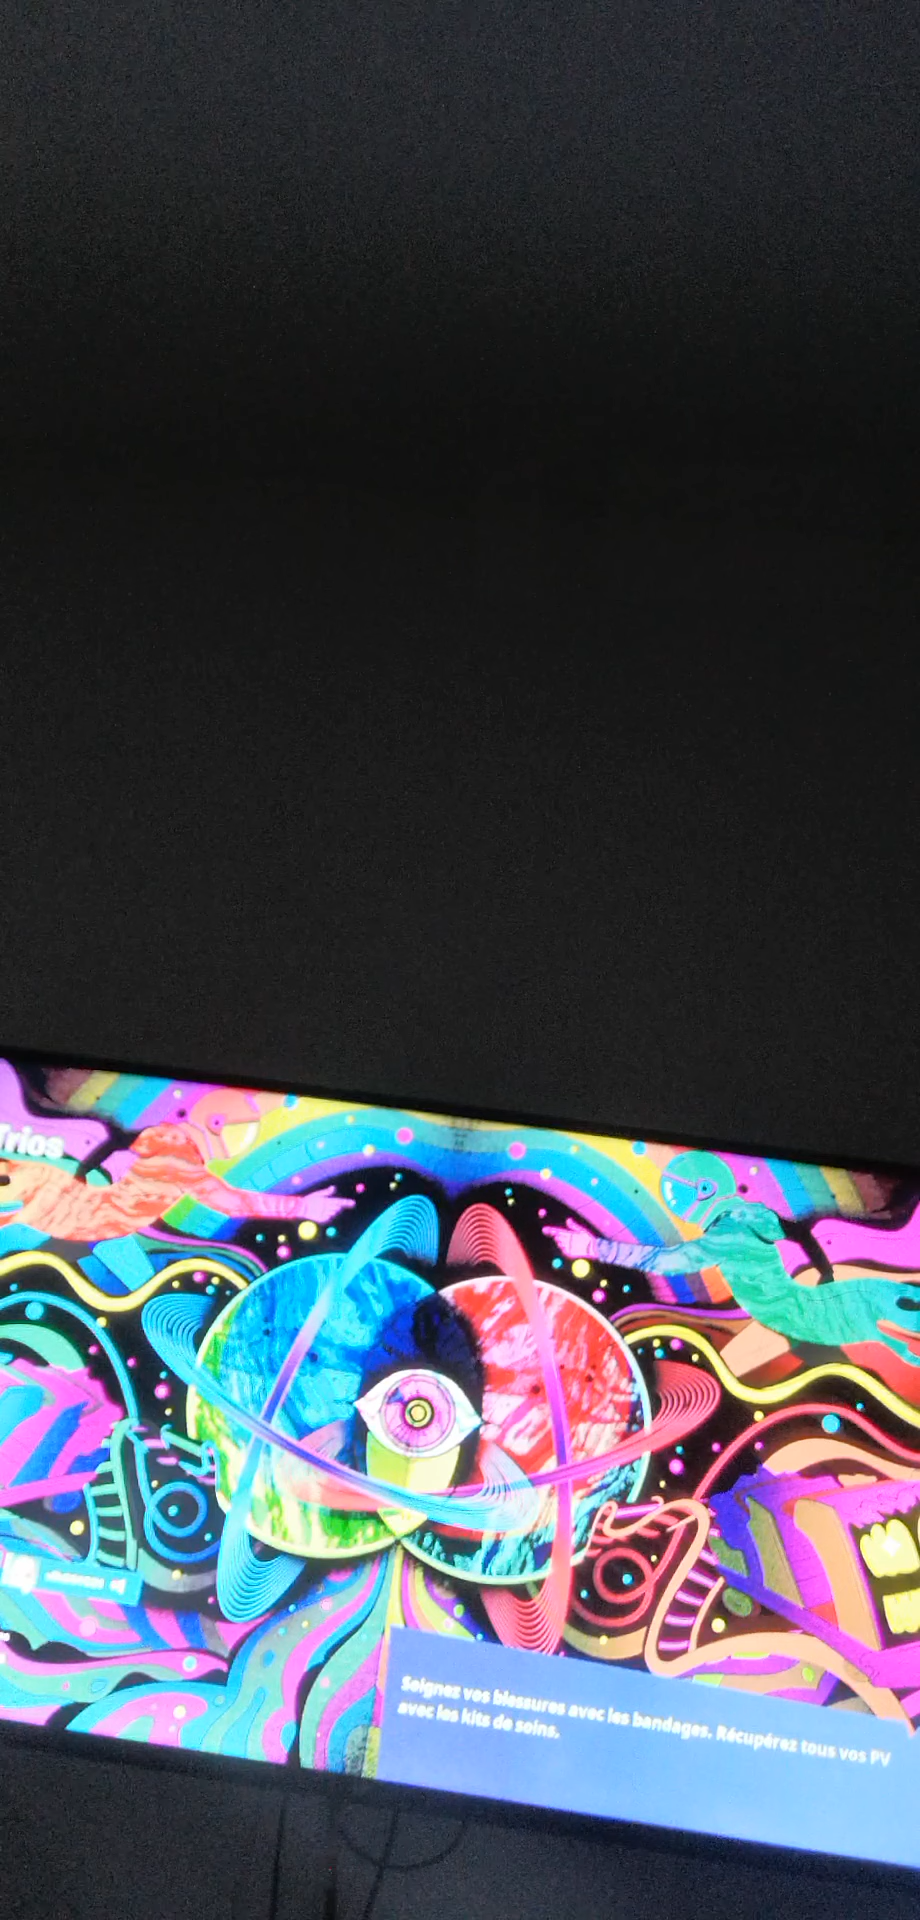 Trios
Soignez vos blessures avec les bandages. Récupérez tous vos PV
avec les kits de soins.